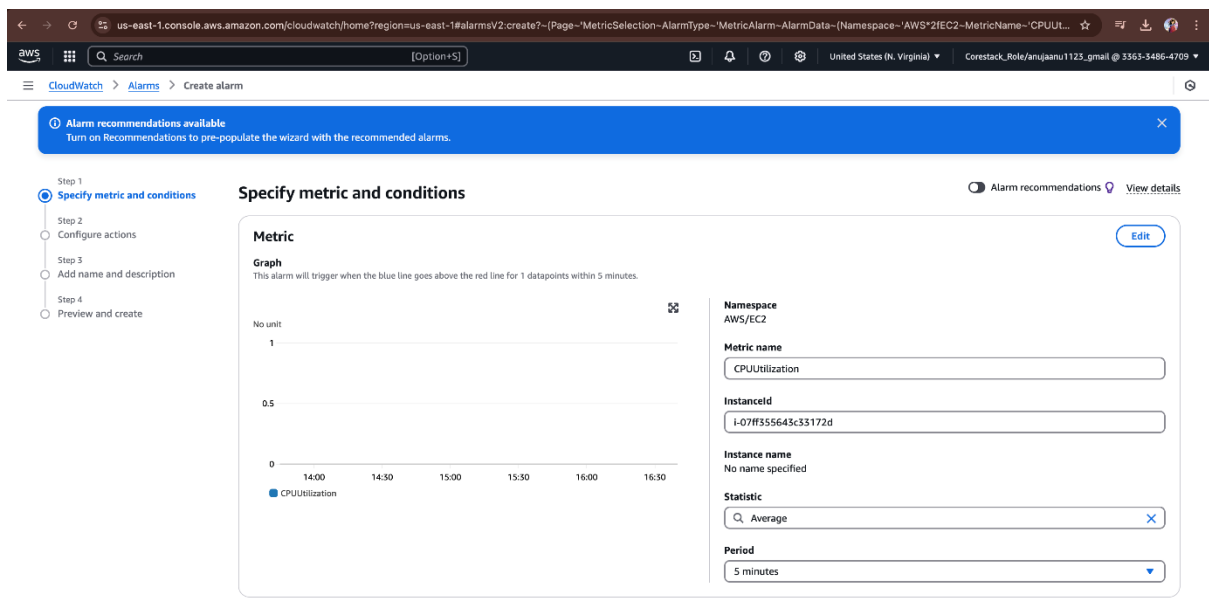 us-east-1.console.aws.amazon.com/cloudwatch/home?region=us-east-1#alarmsV2:create?~(Page~'MetricSelection~AlarmType~'MetricAlarm~AlarmData~(Namespace~'AWS*2fEC2~MetricName~'CPUUt...
aws
Search
[Option+S]
United States (N. Virginia)
Corestack_Role/anujaanu1123_gmail @ 3363-3486-4709
CloudWatch > Alarms > Create alarm
Alarm recommendations available
Turn on Recommendations to pre-populate the wizard with the recommended alarms.
Step 1
Specify metric and conditions
Step 2
Configure actions
Step 3
Add name and description
Step 4
Preview and create
Specify metric and conditions
Alarm recommendations
View details
Metric
Edit
Graph
This alarm will trigger when the blue line goes above the red line for 1 datapoints within 5 minutes.
No unit
1
0.5
0
14:00 14:30 15:00 15:30 16:00 16:30
CPUUtilization
Namespace
AWS/EC2
Metric name
CPUUtilization
InstanceId
i-07ff355643c33172d
Instance name
No name specified
Statistic
Average
Period
5 minutes